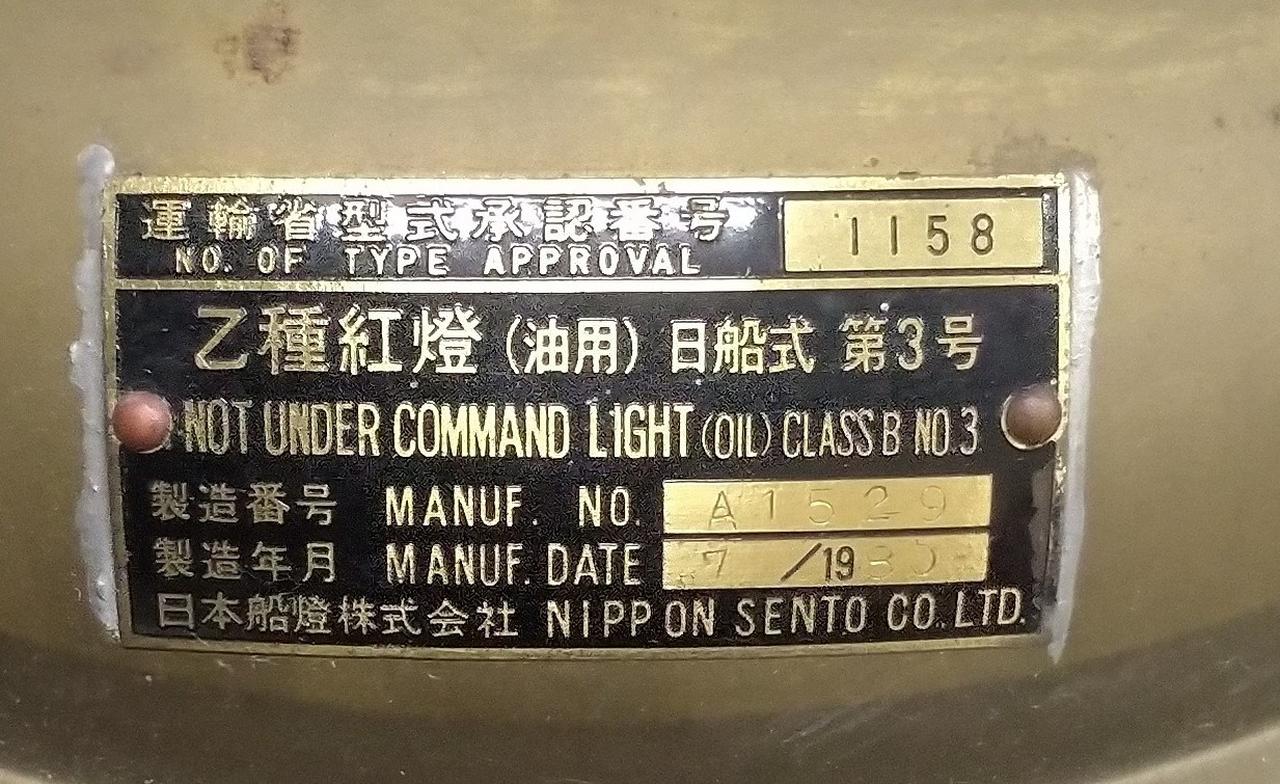 運輸省型式承認番号 1158
NO. OF TYPE APPROVAL
乙種紅燈(油用)日船式 第3号
NOT UNDER COMMAND LIGHT (OIL) CLASS B NO.3
製造番号 MANUF. NO. A1529
製造年月 MANUF. DATE 7 /1980
日本船燈株式会社 NIPPON SENTO CO.LTD.